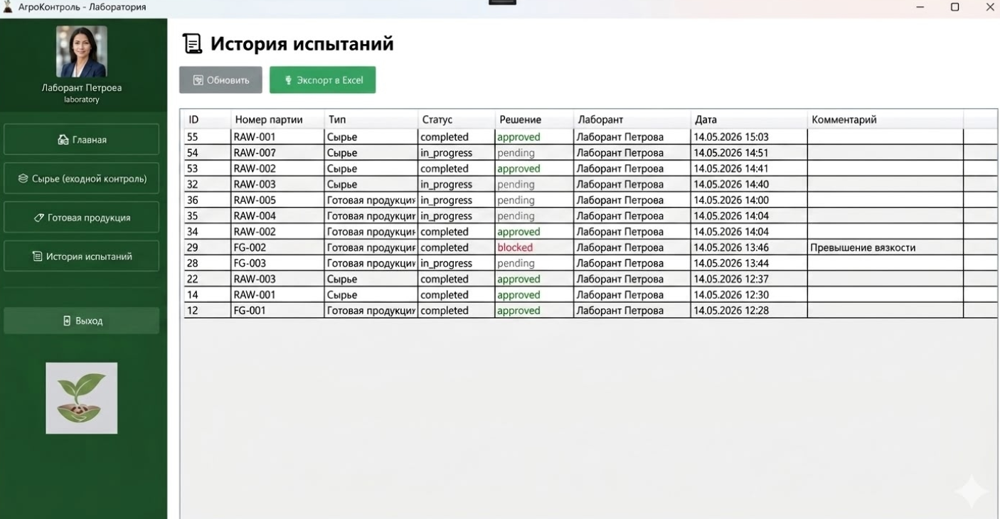 АгроКонтроль - Лаборатория
Лаборант Петроеа
laboratory
Главная
Сырье (еходной контроль)
Готовая продукция
История испытаний
Выход
История испытаний
Обновить
Экспорт в Excel
ID Номер партии Тип Статус Решение Лаборант Дата Комментарий
55 RAW-001 Сырье completed approved Лаборант Петрова 14.05.2026 15:03
54 RAW-007 Сырье in_progress pending Лаборант Петрова 14.05.2026 14:51
53 RAW-002 Сырье completed approved Лаборант Петрова 14.05.2026 14:41
32 RAW-003 Сырье in_progress pending Лаборант Петрова 14.05.2026 14:40
36 RAW-005 Готовая продукци in_progress pending Лаборант Петрова 14.05.2026 14:00
35 RAW-004 Готовая продукци in_progress pending Лаборант Петрова 14.05.2026 14:04
34 RAW-002 Готовая продукци completed approved Лаборант Петрова 14.05.2026 14:04
29 FG-002 Готовая продукци completed blocked Лаборант Петрова 14.05.2026 13:46 Превышение вязкости
28 FG-003 Готовая продукци in_progress pending Лаборант Петрова 14.05.2026 13:44
22 RAW-003 Сырье completed approved Лаборант Петрова 14.05.2026 12:37
14 RAW-001 Сырье completed approved Лаборант Петрова 14.05.2026 12:30
12 FG-001 Готовая продукци completed approved Лаборант Петрова 14.05.2026 12:28